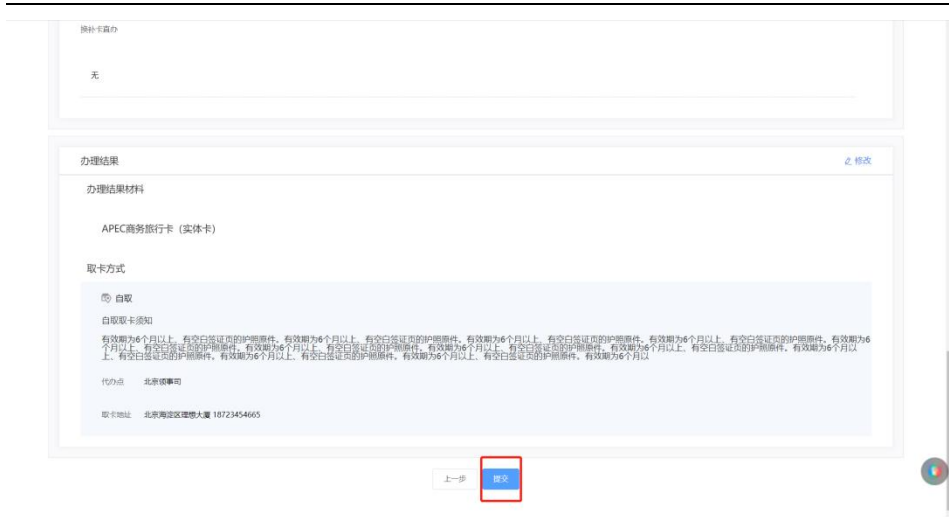 换补卡直办
无
办理结果
修改
办理结果材料
APEC商务旅行卡（实体卡）
取卡方式
自取
自取取卡须知
有效期为6个月以上、有空白签证页的护照原件。有效期为6个月以上、有空白签证页的护照原件。有效期为6个月以上、有空白签证页的护照原件。有效期为6个月以上、有空白签证页的护照原件。有效期为6
个月以上、有空白签证页的护照原件。有效期为6个月以上、有空白签证页的护照原件。有效期为6个月以上、有空白签证页的护照原件。有效期为6个月以上、有空白签证页的护照原件。有效期为6个月以
上、有空白签证页的护照原件。有效期为6个月以上、有空白签证页的护照原件。有效期为6个月以上、有空白签证页的护照原件。有效期为6个月以
代办点 北京领事司
取卡地址 北京海淀区理想大厦 18723454665
上一步 提交